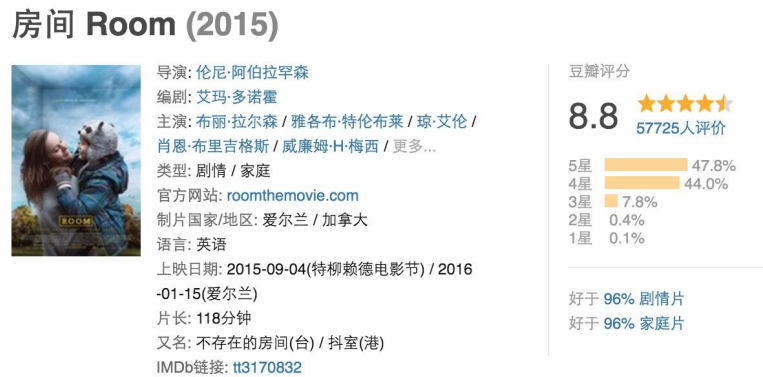 房间 Room (2015)
导演: 伦尼·阿伯拉罕森
编剧: 艾玛·多诺霍
主演: 布丽·拉尔森 / 雅各布·特伦布莱 / 琼·艾伦 /
肖恩·布里吉格斯 / 威廉姆·H·梅西 / 更多...
类型: 剧情 / 家庭
官方网站: roomthemovie.com
制片国家/地区: 爱尔兰 / 加拿大
语言: 英语
上映日期: 2015-09-04(特柳赖德电影节) / 2016
-01-15(爱尔兰)
片长: 118分钟
又名: 不存在的房间(台) / 抖室(港)
IMDb链接: tt3170832
ROOM
豆瓣评分
8.8
57725人评价
5星 47.8%
4星 44.0%
3星 7.8%
2星 0.4%
1星 0.1%
好于 96% 剧情片
好于 96% 家庭片